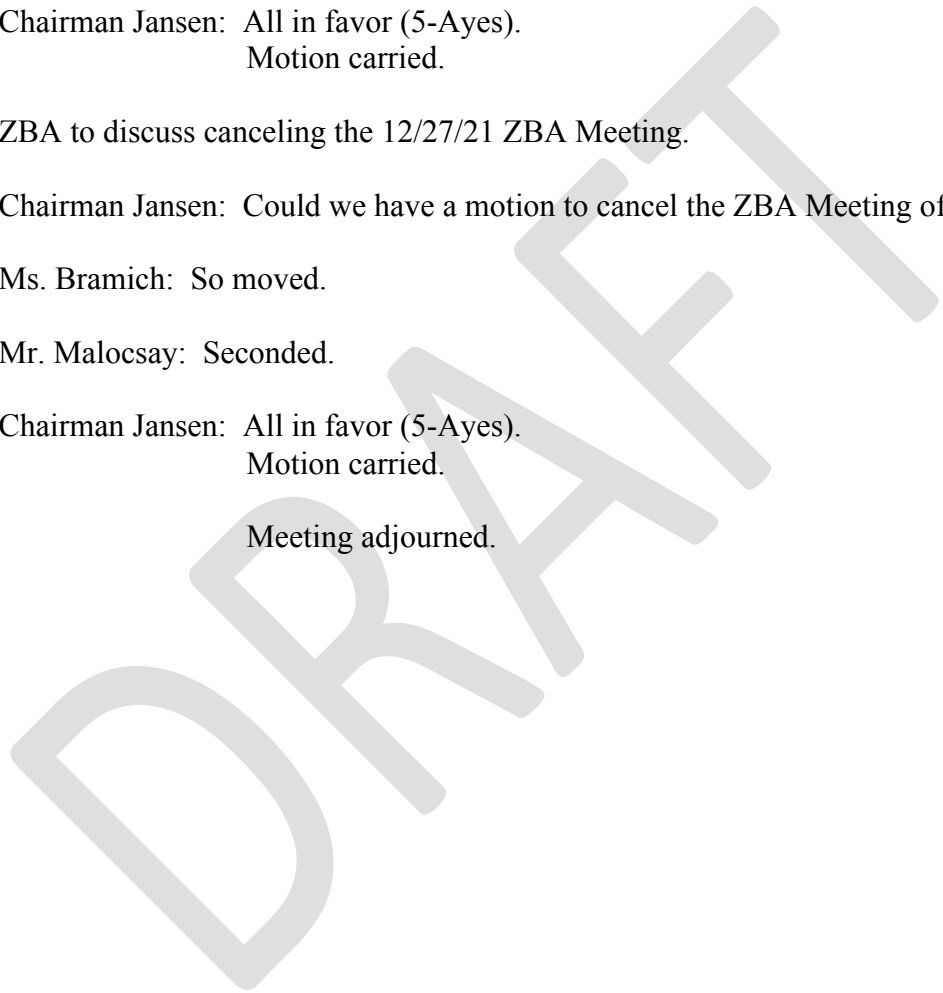 Chairman Jansen:  All in favor (5-Ayes).
Motion carried.
ZBA to discuss canceling the 12/27/21 ZBA Meeting.
Chairman Jansen:  Could we have a motion to cancel the ZBA Meeting of
Ms. Bramich:  So moved.
Mr. Malocsay:  Seconded.
Chairman Jansen:  All in favor (5-Ayes).
Motion carried.
Meeting adjourned.
DRAFT